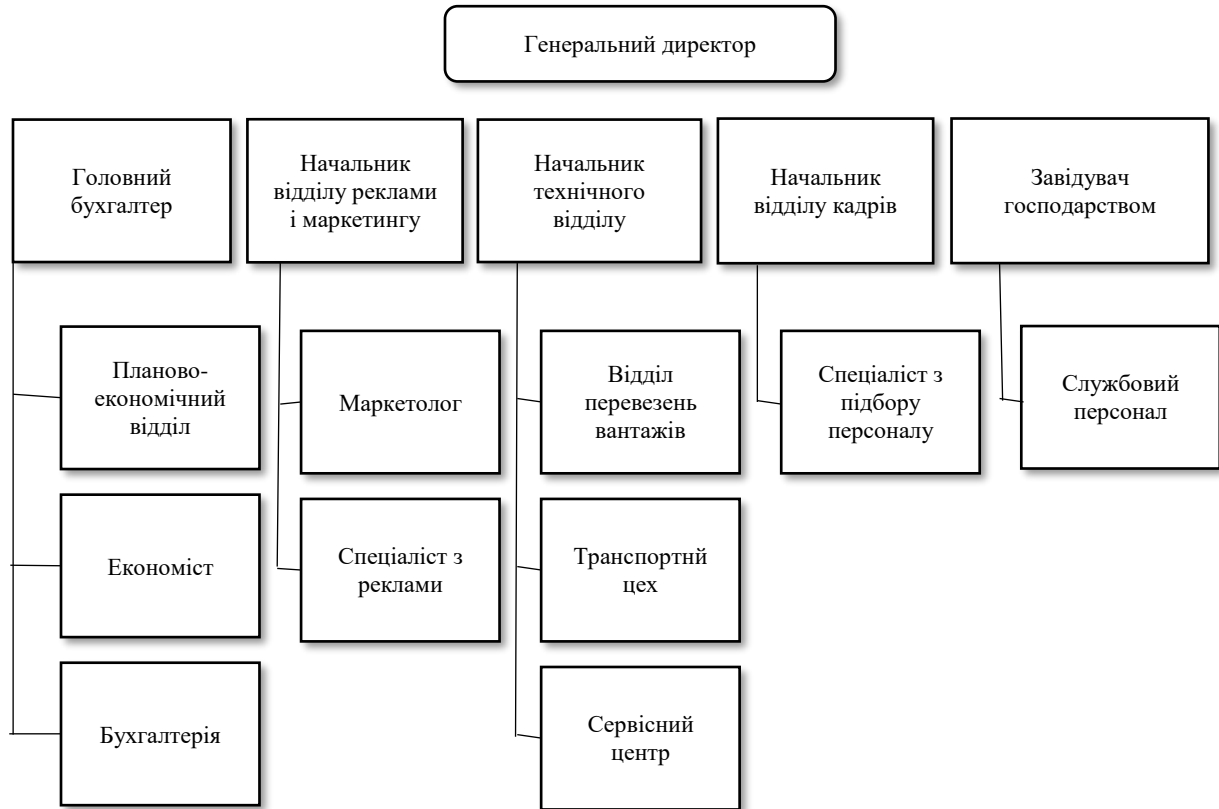 Генеральний директор
Головний
бухгалтер
Начальник
відділу реклами
і маркетингу
Начальник
технічного
відділу
Начальник
відділу кадрів
Завідувач
господарством
Планово-
економічний
відділ
Маркетолог
Відділ
перевезень
вантажів
Спеціаліст з
підбору
персоналу
Службовий
персонал
Економіст
Спеціаліст з
реклами
Транспортнй
цех
Бухгалтерія
Сервісний
центр